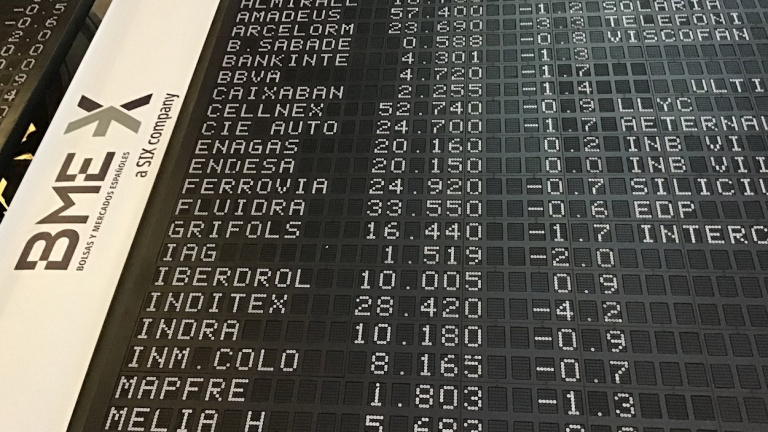 BME X
BOLSAS Y MERCADOS ESPAÑOLES
a SIX company
ALMIRALL SOLARIA
AMADEUS 57.400 TELEFONI
ARCELORM 23.690 -3.3 VISCOFAN
B.SABADE 0.588 -0.8
BANKINTE 4.301 -1.3
BBVA 4.720 -1.7 ULTI
CAIXABAN 2.255 -1.4
CELLNEX 52.740 -0.9 LLYC
CIE AUTO 24.700 -1.7 AETERNAL
ENAGAS 20.160 0.2 INB VI
ENDESA 20.150 0.0 INB VII
FERROVIA 24.920 -0.7 SILICIU
FLUIDRA 33.550 -0.6 EDP
GRIFOLS 16.440 -1.7 INTERC
IAG 1.519 -2.0
IBERDROL 10.005 0.9
INDITEX 28.420 -4.2
INDRA 10.180 -0.9
INM.COLO 8.165 -0.7
MAPFRE 1.803 -1.3
MELIA H 5.683